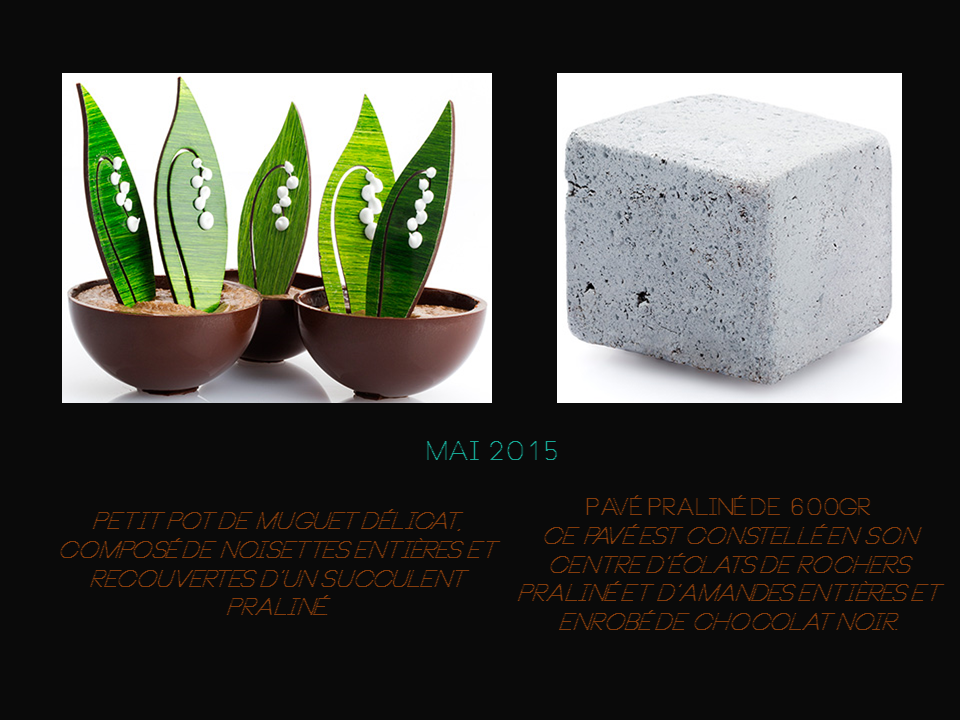 MAI 2015
PETIT POT DE MUGUET DÉLICAT,
COMPOSÉ DE NOISETTES ENTIÈRES ET
RECOUVERTES D'UN SUCCULENT
PRALINÉ
PAVÉ PRALINÉ DE 600GR
CE PAVÉ EST CONSTELLÉ EN SON
CENTRE D'ÉCLATS DE ROCHERS
PRALINÉ ET D'AMANDES ENTIÈRES ET
ENROBÉ DE CHOCOLAT NOIR.